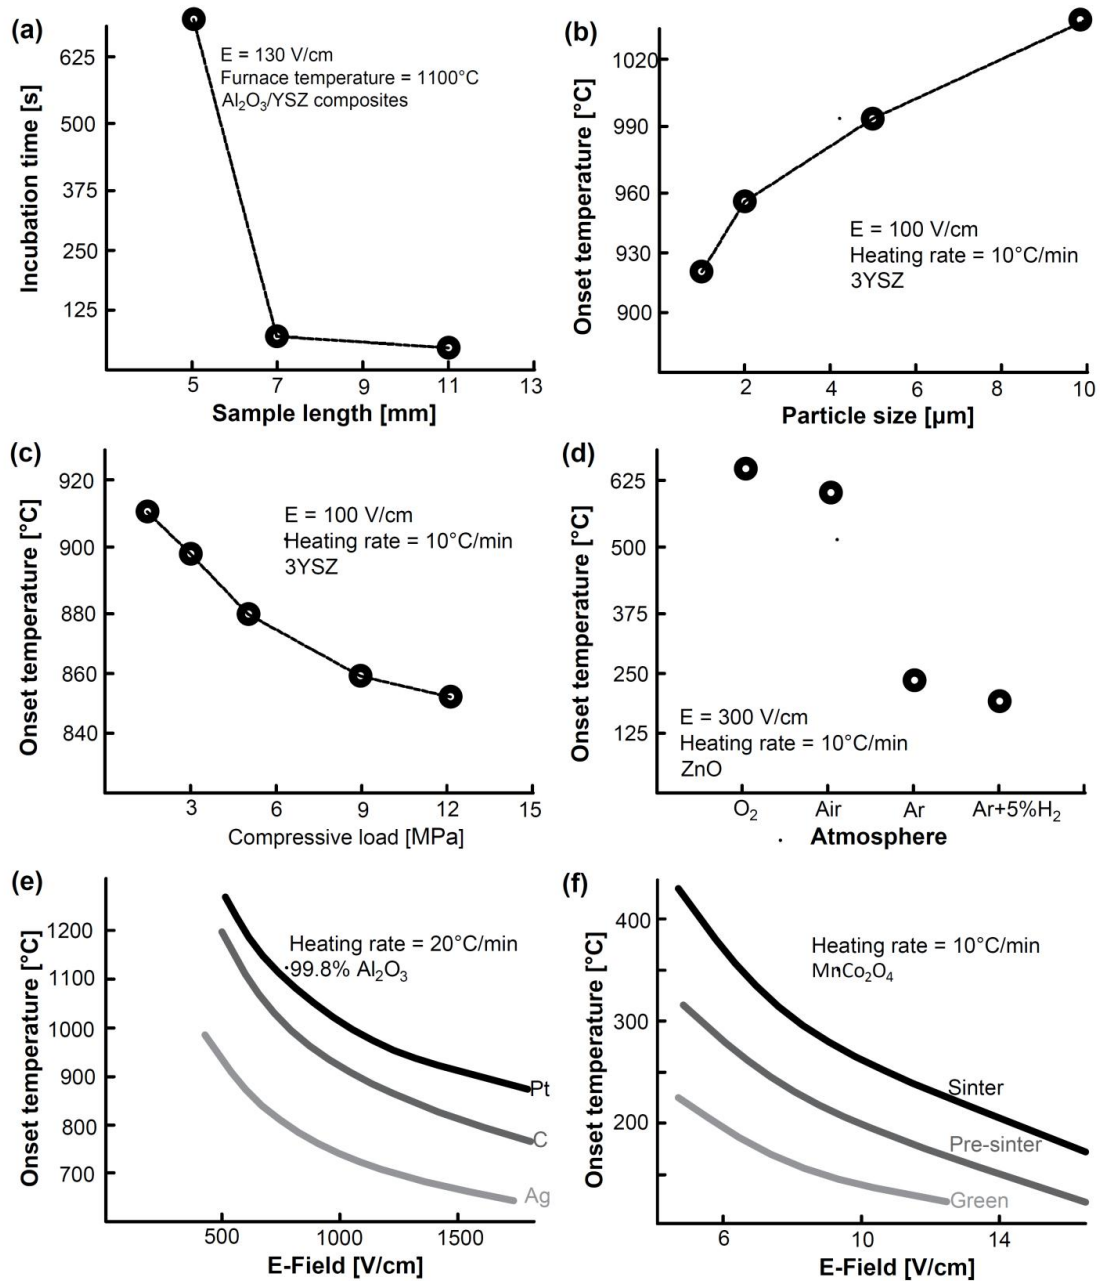 (a)
Incubation time [s]
625
500
375
250
125
E = 130 V/cm
Furnace temperature = 1100°C
Al₂O₃/YSZ composites
5 7 9 11 13
Sample length [mm]
(b)
Onset temperature [°C]
1020
990
960
930
900
E = 100 V/cm
Heating rate = 10°C/min
3YSZ
2 4 6 8 10
Particle size [µm]
(c)
Onset temperature [°C]
920
900
880
860
840
E = 100 V/cm
Heating rate = 10°C/min
3YSZ
3 6 9 12 15
Compressive load [MPa]
(d)
Onset temperature [°C]
625
500
375
250
125
E = 300 V/cm
Heating rate = 10°C/min
ZnO
O₂ Air Ar Ar+5%H₂
Atmosphere
(e)
Onset temperature [°C]
1200
1100
1000
900
800
700
Heating rate = 20°C/min
99.8% Al₂O₃
Pt
C
Ag
500 1000 1500
E-Field [V/cm]
(f)
Onset temperature [°C]
400
300
200
Heating rate = 10°C/min
MnCo₂O₄
Sinter
Pre-sinter
Green
6 10 14
E-Field [V/cm]